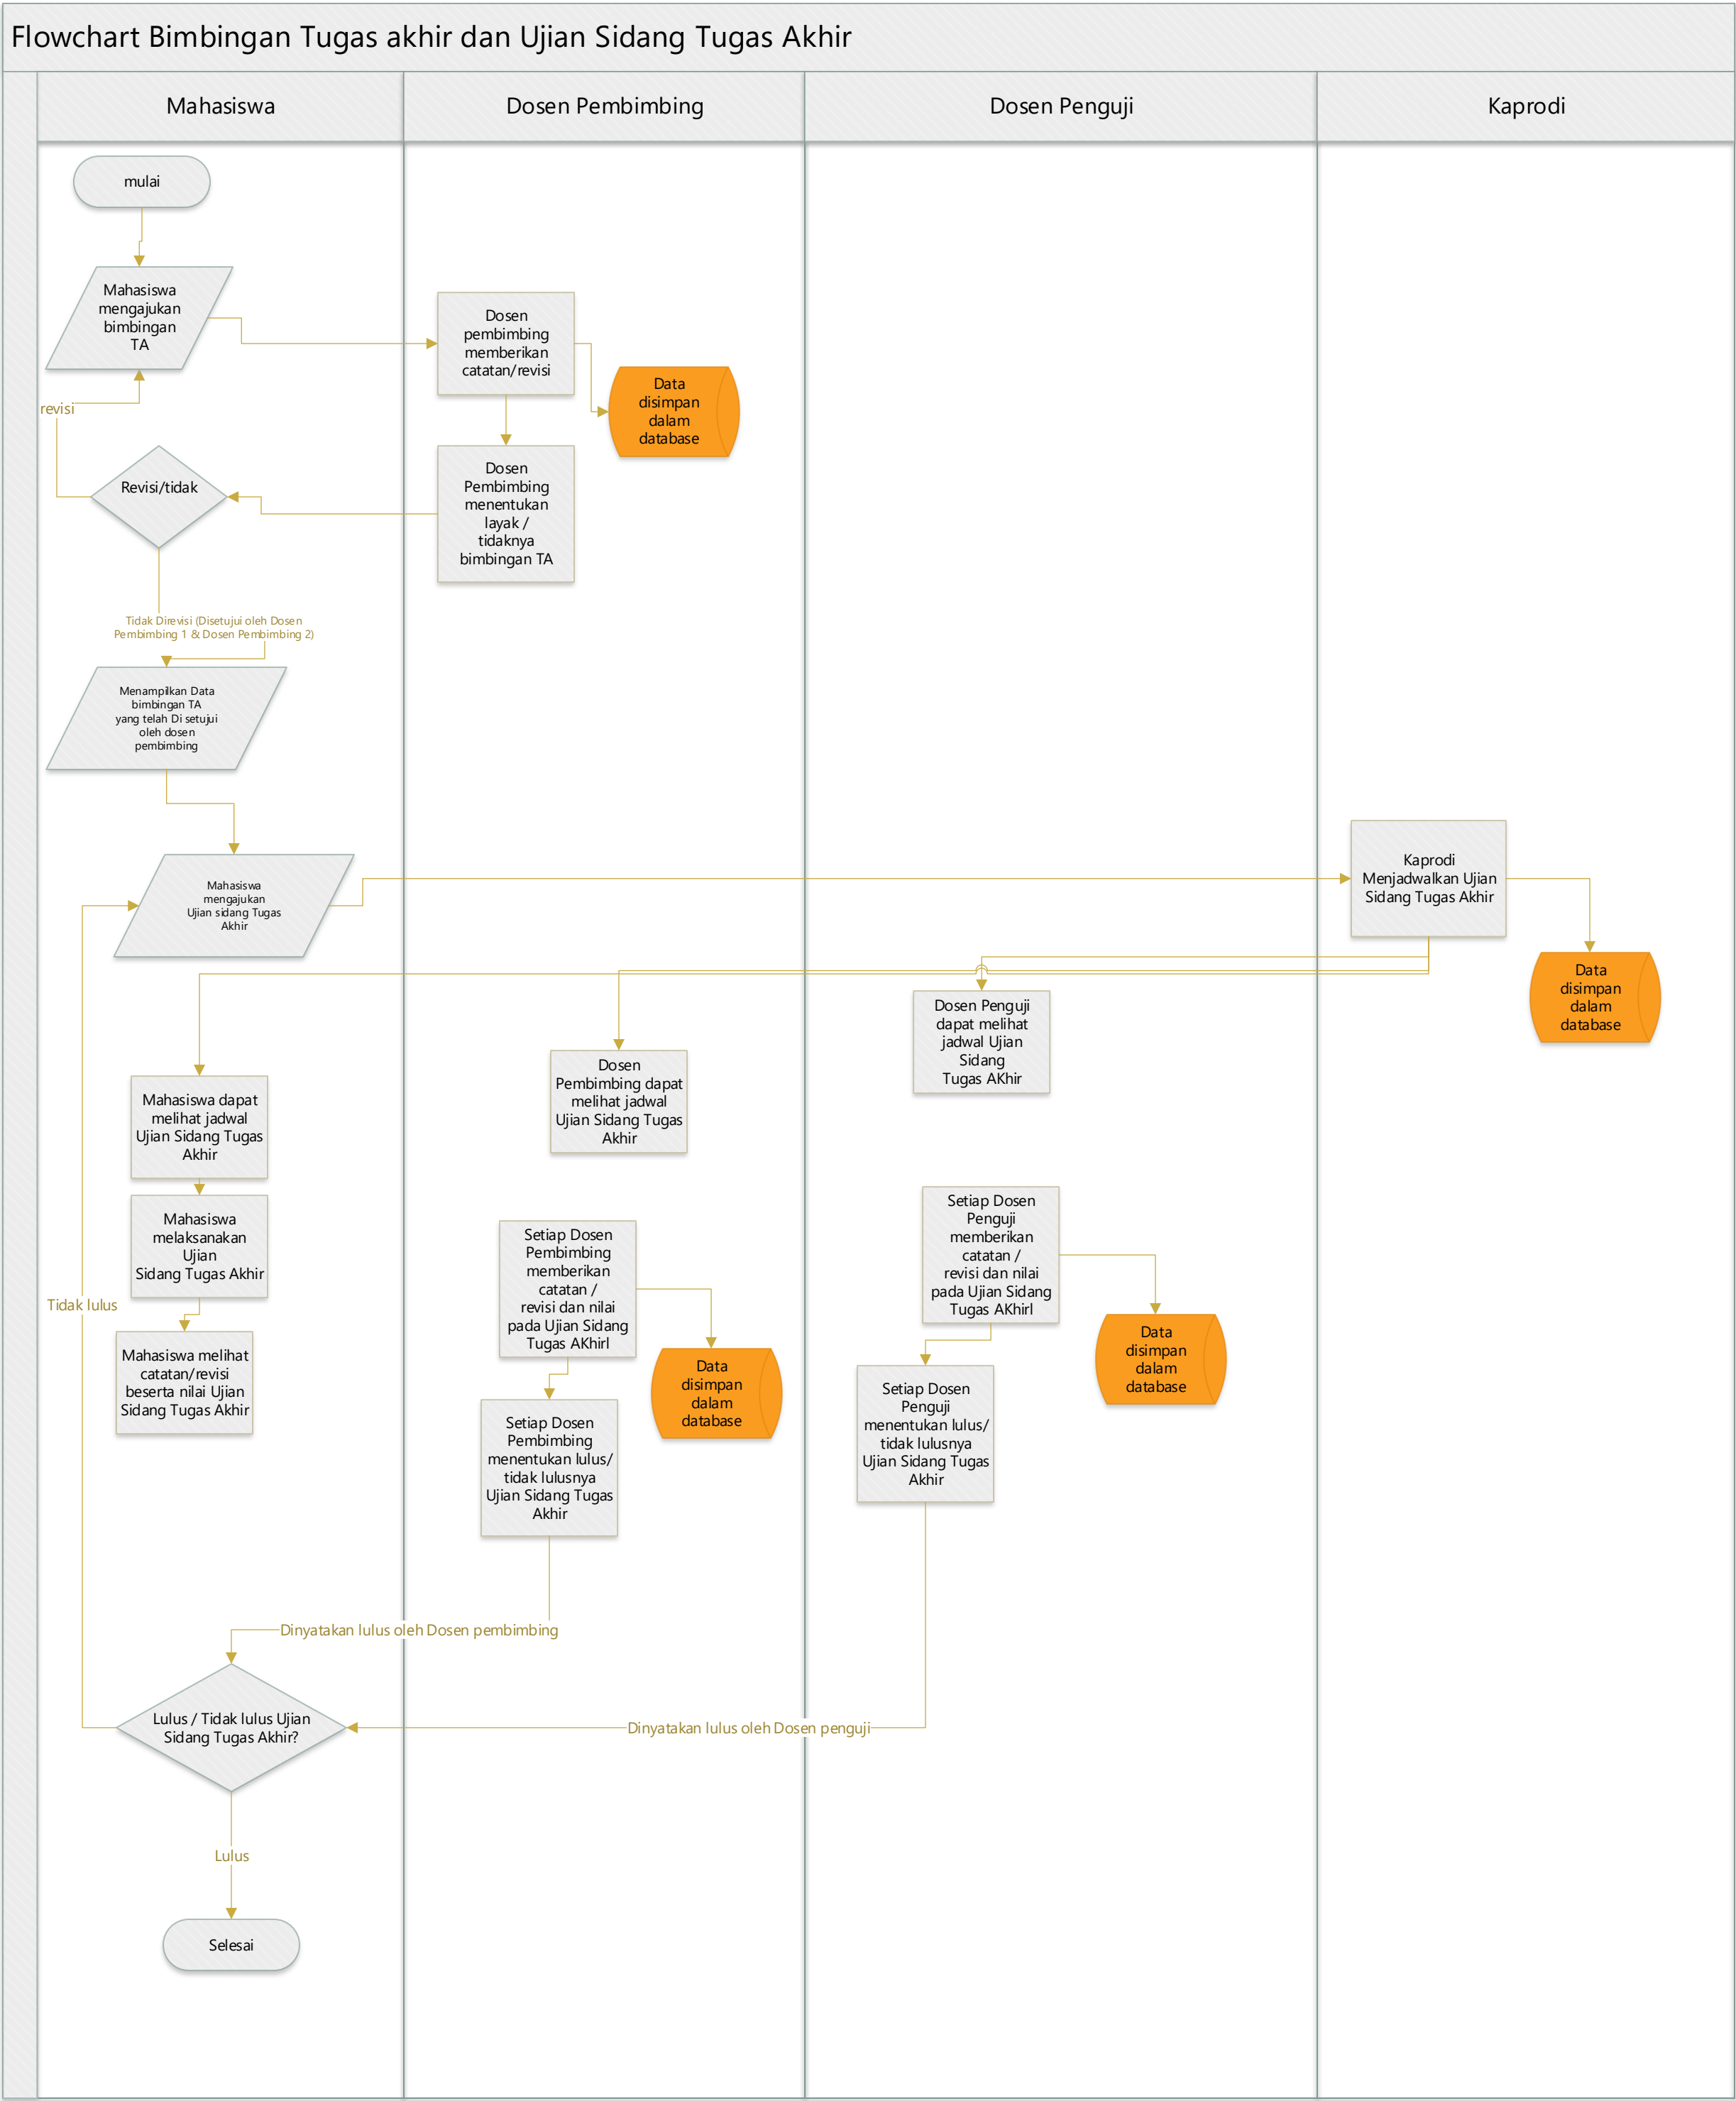 Flowchart Bimbingan Tugas akhir dan Ujian Sidang Tugas Akhir
Mahasiswa
Dosen Pembimbing
Dosen Penguji
Kaprodi
mulai
Mahasiswa
mengajukan
bimbingan
TA
Dosen
pembimbing
memberikan
catatan/revisi
Data
disimpan
dalam
database
revisi
Revisi/tidak
Dosen
Pembimbing
menentukan
layak /
tidaknya
bimbingan TA
Tidak Direvisi (Disetujui oleh Dosen
Pembimbing 1 & Dosen Pembimbing 2)
Menampilkan Data
bimbingan TA
yang telah Di setujui
oleh dosen
pembimbing
Mahasiswa
mengajukan
Ujian sidang Tugas
Akhir
Kaprodi
Menjadwalkan Ujian
Sidang Tugas Akhir
Data
disimpan
dalam
database
Dosen Penguji
dapat melihat
jadwal Ujian
Sidang
Tugas AKhir
Dosen
Pembimbing dapat
melihat jadwal
Ujian Sidang Tugas
Akhir
Mahasiswa dapat
melihat jadwal
Ujian Sidang Tugas
Akhir
Mahasiswa
melaksanakan
Ujian
Sidang Tugas Akhir
Setiap Dosen
Pembimbing
memberikan
catatan /
revisi dan nilai
pada Ujian Sidang
Tugas AKhirl
Setiap Dosen
Penguji
memberikan
catatan /
revisi dan nilai
pada Ujian Sidang
Tugas AKhirl
Tidak lulus
Mahasiswa melihat
catatan/revisi
beserta nilai Ujian
Sidang Tugas Akhir
Data
disimpan
dalam
database
Data
disimpan
dalam
database
Setiap Dosen
Pembimbing
menentukan lulus/
tidak lulusnya
Ujian Sidang Tugas
Akhir
Setiap Dosen
Penguji
menentukan lulus/
tidak lulusnya
Ujian Sidang Tugas
Akhir
Dinyatakan lulus oleh Dosen pembimbing
Lulus / Tidak lulus Ujian
Sidang Tugas Akhir?
Dinyatakan lulus oleh Dosen penguji
Lulus
Selesai